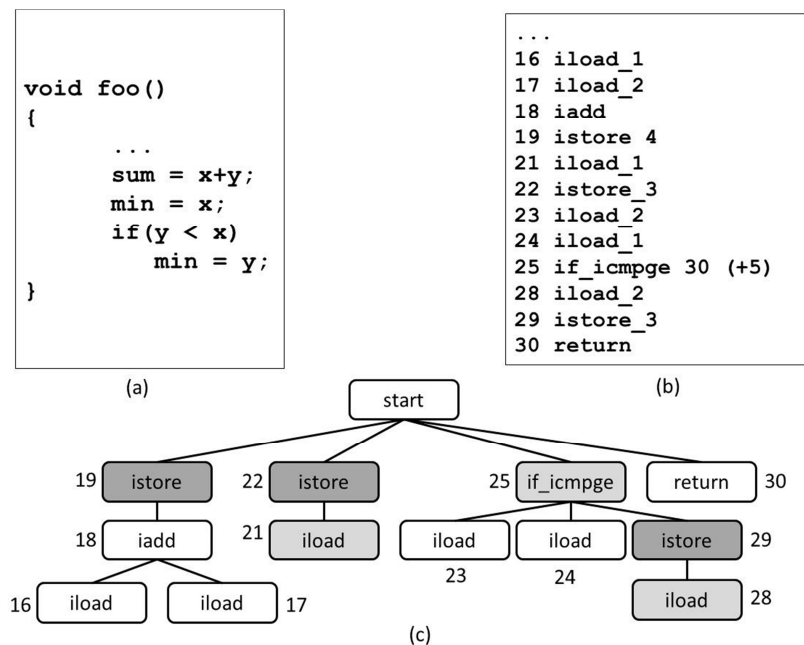 void foo()
{
...
sum = x+y;
min = x;
if(y < x)
min = y;
}
(a)
...
16 iload_1
17 iload_2
18 iadd
19 istore 4
21 iload_1
22 istore_3
23 iload_2
24 iload_1
25 if_icmpge 30 (+5)
28 iload_2
29 istore_3
30 return
(b)
start
19 istore 22 istore 25 if_icmpge return 30
18 iadd 21 iload iload iload istore 29
23 24
16 iload iload 17 iload 28
(c)